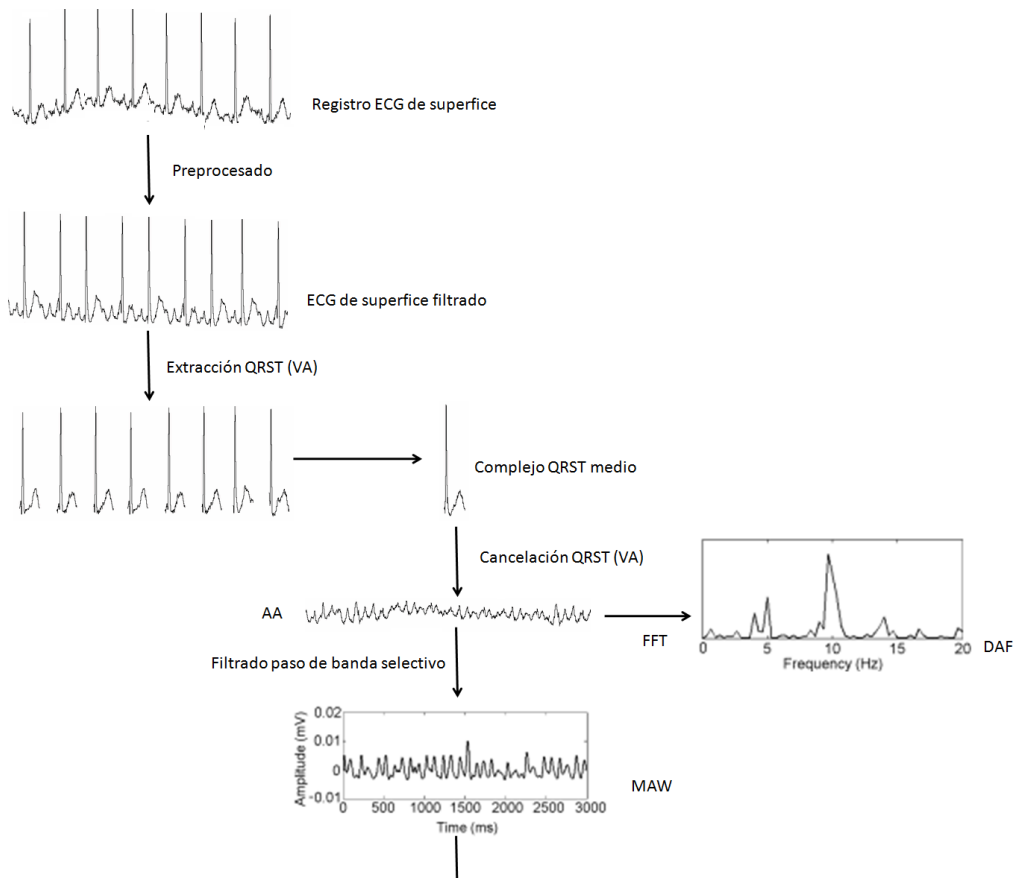 Registro ECG de superfice
Preprocesado
ECG de superfice filtrado
Extracción QRST (VA)
Complejo QRST medio
Cancelación QRST (VA)
AA
FFT
0 5 10 15 20
Frequency (Hz)
DAF
Filtrado paso de banda selectivo
Amplitude (mV)
0.02
0.01
0
-0.01
0 500 1000 1500 2000 2500 3000
Time (ms)
MAW